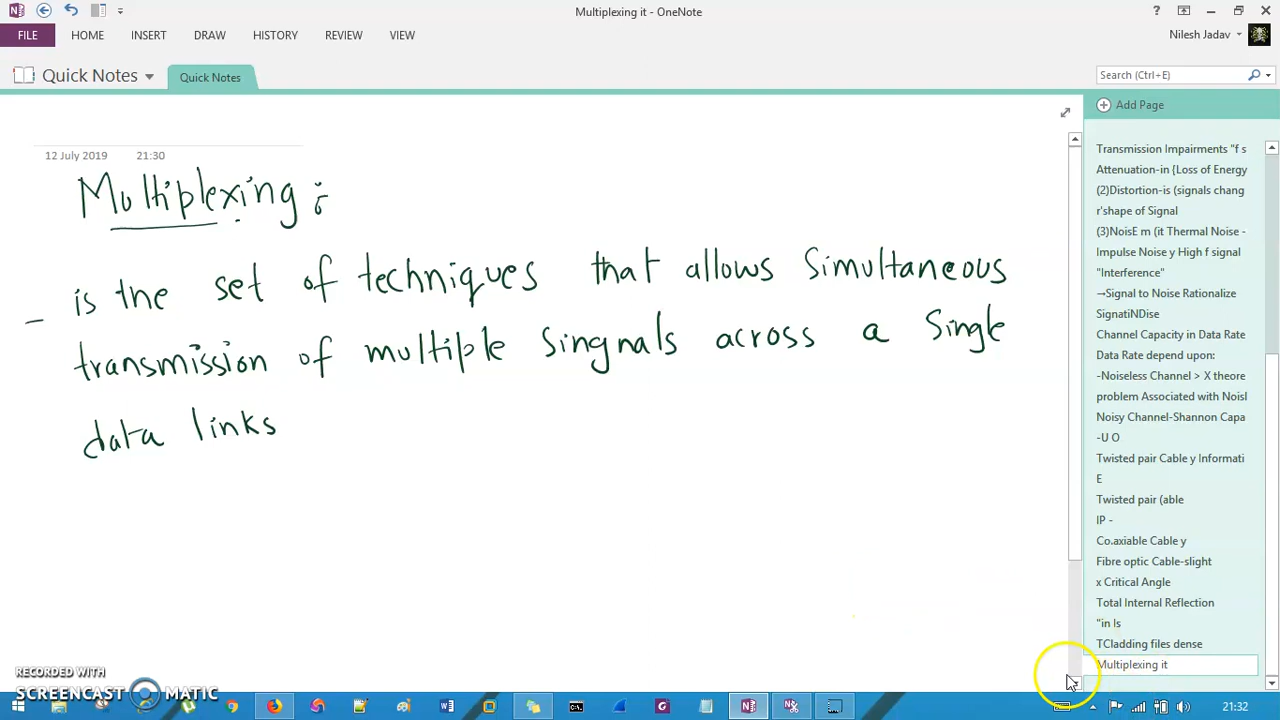 Multiplexing it - OneNote
?
FILE HOME INSERT DRAW HISTORY REVIEW VIEW
Nilesh Jadav
Quick Notes
Quick Notes
Search (Ctrl+E)
Add Page
12 July 2019 21:30
Multiplexing :
- is the set of techniques that allows Simultaneous
transmission of multiple singnals across a Single
data links
Transmission Impairments "f s
Attenuation-in {Loss of Energy
(2)Distortion-is (signals chang
r'shape of Signal
(3)NoisE m (it Thermal Noise -
Impulse Noise y High f signal
"Interference"
→Signal to Noise Rationalize
SignatiNDise
Channel Capacity in Data Rate
Data Rate depend upon:
-Noiseless Channel > X theore
problem Associated with Noisl
Noisy Channel-Shannon Capa
-U O
Twisted pair Cable y Informati
E
Twisted pair (able
IP -
Co.axiable Cable y
Fibre optic Cable-slight
x Critical Angle
Total Internal Reflection
"in ls
TCladding files dense
Multiplexing it
RECORDED WITH
SCREENCAST MATIC
21:32